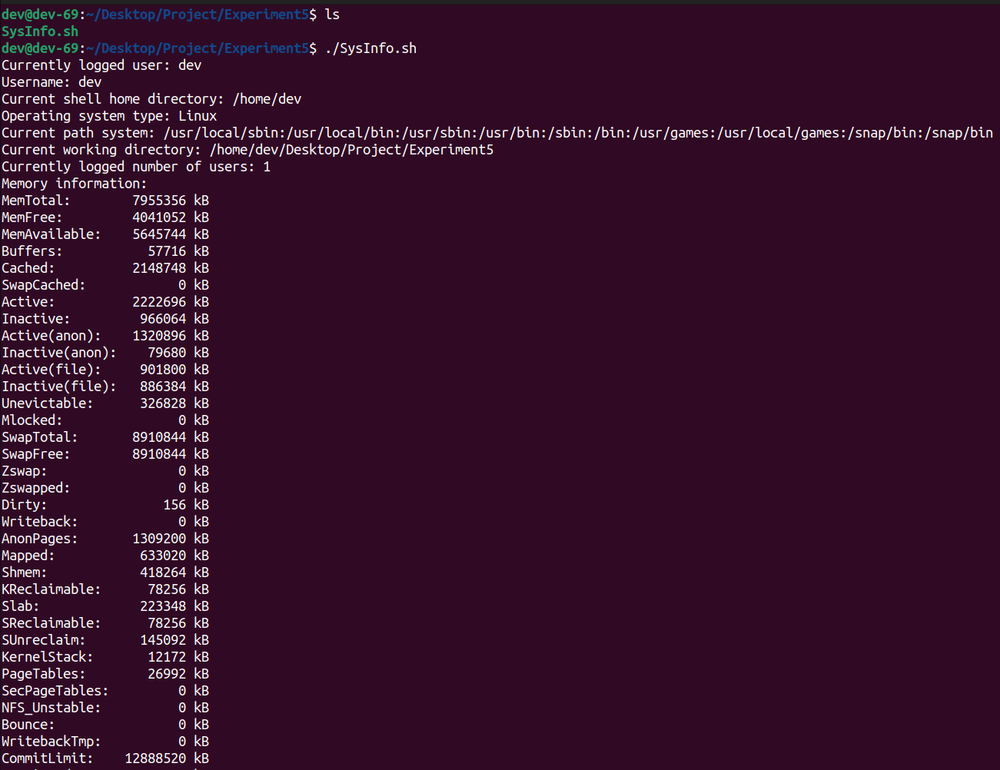 dev@dev-69:~/Desktop/Project/Experiment5$ ls
SysInfo.sh
dev@dev-69:~/Desktop/Project/Experiment5$ ./SysInfo.sh
Currently logged user: dev
Username: dev
Current shell home directory: /home/dev
Operating system type: Linux
Current path system: /usr/local/sbin:/usr/local/bin:/usr/sbin:/usr/bin:/sbin:/bin:/usr/games:/usr/local/games:/snap/bin:/snap/bin
Current working directory: /home/dev/Desktop/Project/Experiment5
Currently logged number of users: 1
Memory information:
MemTotal:        7955356 kB
MemFree:         4041052 kB
MemAvailable:    5645744 kB
Buffers:           57716 kB
Cached:          2148748 kB
SwapCached:            0 kB
Active:          2222696 kB
Inactive:         966064 kB
Active(anon):    1320896 kB
Inactive(anon):    79680 kB
Active(file):     901800 kB
Inactive(file):   886384 kB
Unevictable:      326828 kB
Mlocked:               0 kB
SwapTotal:       8910844 kB
SwapFree:        8910844 kB
Zswap:                 0 kB
Zswapped:              0 kB
Dirty:               156 kB
Writeback:             0 kB
AnonPages:       1309200 kB
Mapped:           633020 kB
Shmem:            418264 kB
KReclaimable:      78256 kB
Slab:             223348 kB
SReclaimable:      78256 kB
SUnreclaim:       145092 kB
KernelStack:       12172 kB
PageTables:        26992 kB
SecPageTables:         0 kB
NFS_Unstable:          0 kB
Bounce:                0 kB
WritebackTmp:          0 kB
CommitLimit:    12888520 kB